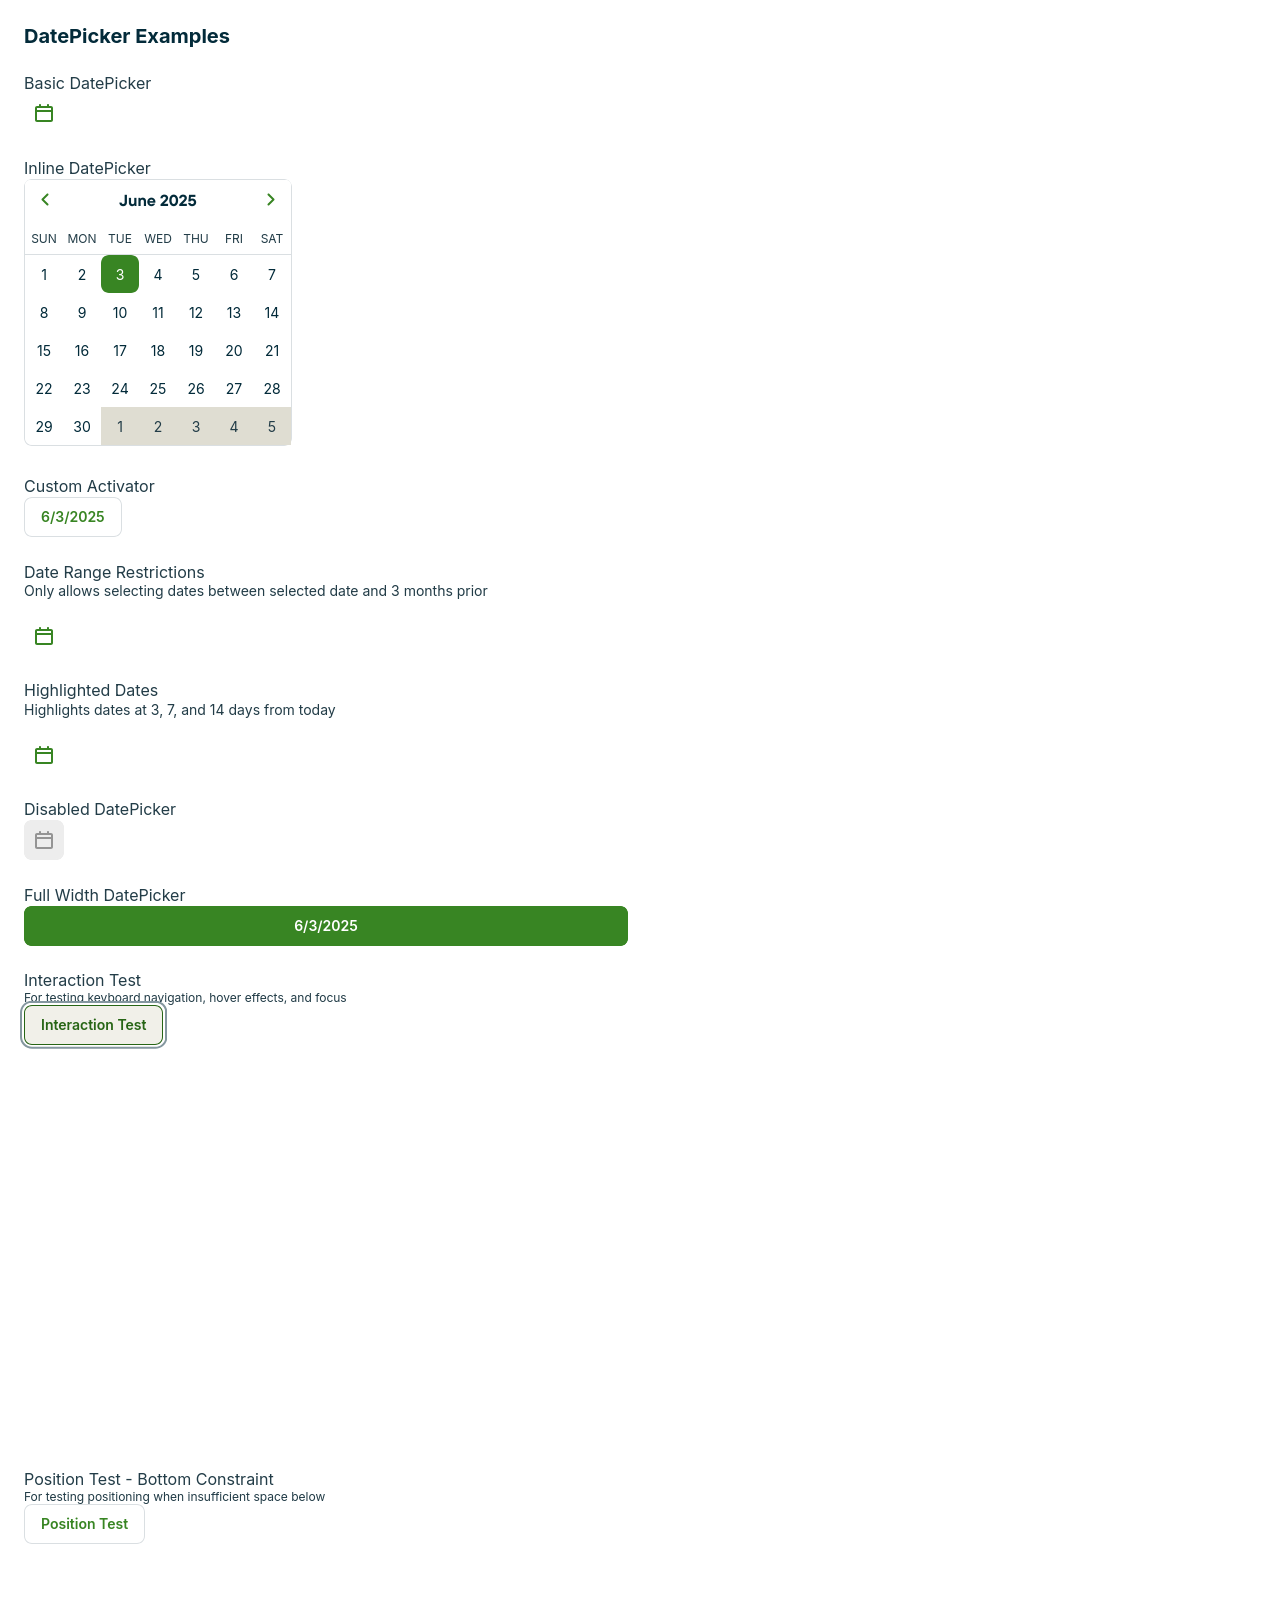 DatePicker Examples
Basic DatePicker
Inline DatePicker
June 2025
SUN MON TUE WED THU FRI SAT
1 2 3 4 5 6 7
8 9 10 11 12 13 14
15 16 17 18 19 20 21
22 23 24 25 26 27 28
29 30 1 2 3 4 5
Custom Activator
6/3/2025
Date Range Restrictions
Only allows selecting dates between selected date and 3 months prior
Highlighted Dates
Highlights dates at 3, 7, and 14 days from today
Disabled DatePicker
Full Width DatePicker
6/3/2025
Interaction Test
For testing keyboard navigation, hover effects, and focus
Interaction Test
Position Test - Bottom Constraint
For testing positioning when insufficient space below
Position Test